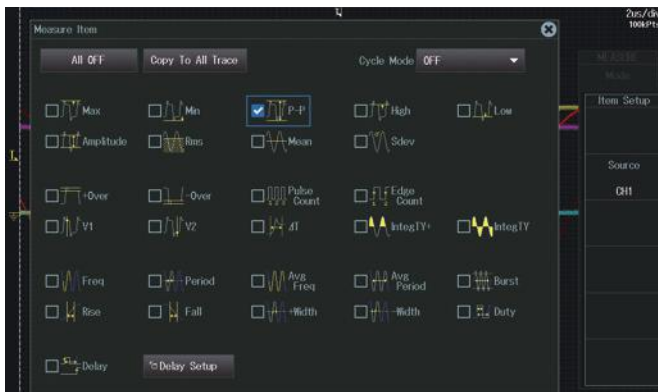 2us/div
100kPts
Measure Item
All OFF
Copy To All Trace
Cycle Mode OFF
MEASURE
Mode
Max
Min
P-P
High
Low
Item Setup
Amplitude
Rms
Mean
Sdev
Source
CH1
+Over
-Over
Pulse
Count
Edge
Count
V1
V2
ΔT
IntegTY+
IntegTY
Freq
Period
Avg
Freq
Avg
Period
Burst
Rise
Fall
+Width
-Width
Duty
Delay
Delay Setup